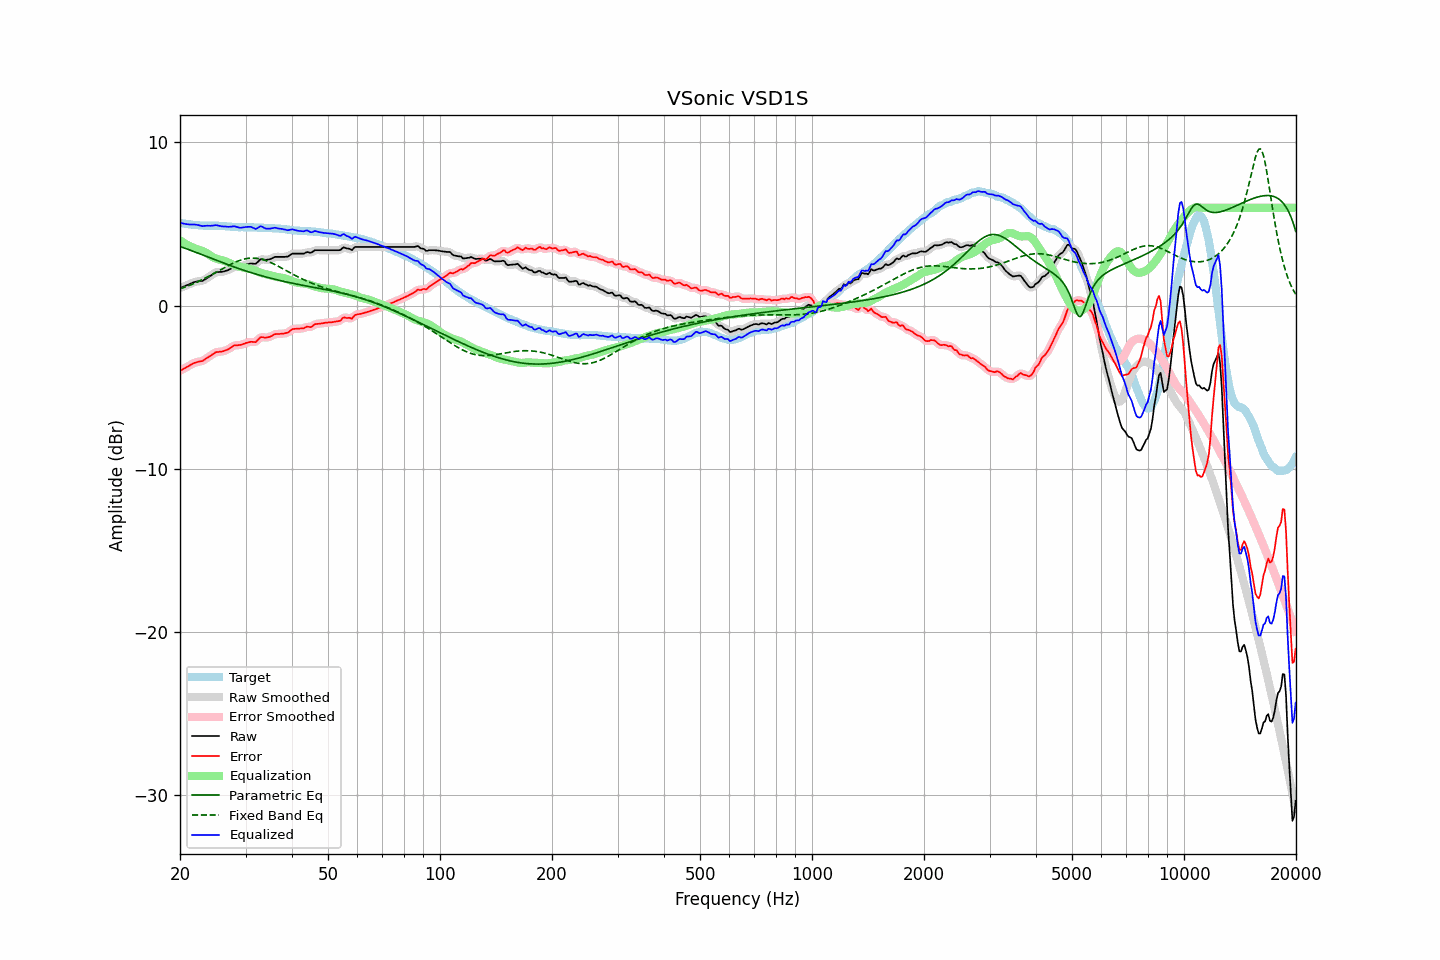 VSonic VSD1S
10
0
−10
−20
−30
Amplitude (dBr)
Target
Raw Smoothed
Error Smoothed
Raw
Error
Equalization
Parametric Eq
Fixed Band Eq
Equalized
20
50
100
200
500
1000
2000
5000
10000
20000
Frequency (Hz)